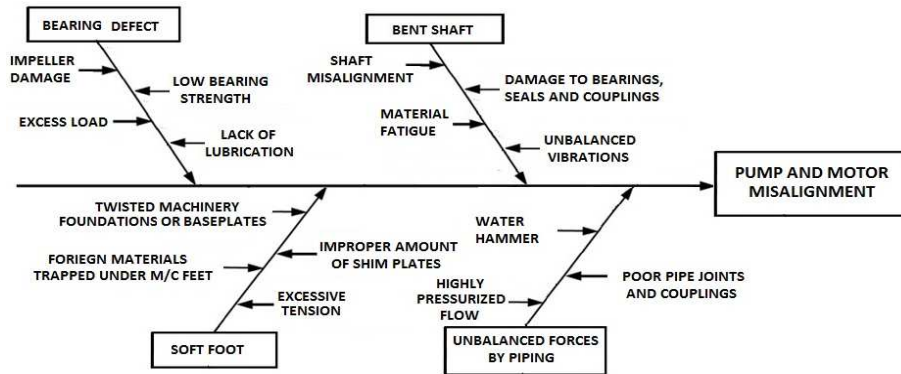 BEARING DEFECT
BENT SHAFT
IMPELLER
DAMAGE
LOW BEARING
STRENGTH
EXCESS LOAD
LACK OF
LUBRICATION
SHAFT
MISALIGNMENT
DAMAGE TO BEARINGS,
SEALS AND COUPLINGS
MATERIAL
FATIGUE
UNBALANCED
VIBRATIONS
PUMP AND MOTOR
MISALIGNMENT
TWISTED MACHINERY
FOUNDATIONS OR BASEPLATES
IMPROPER AMOUNT
OF SHIM PLATES
FORIEGN MATERIALS
TRAPPED UNDER M/C FEET
EXCESSIVE
TENSION
SOFT FOOT
WATER
HAMMER
POOR PIPE JOINTS
AND COUPLINGS
HIGHLY
PRESSURIZED
FLOW
UNBALANCED FORCES
BY PIPING